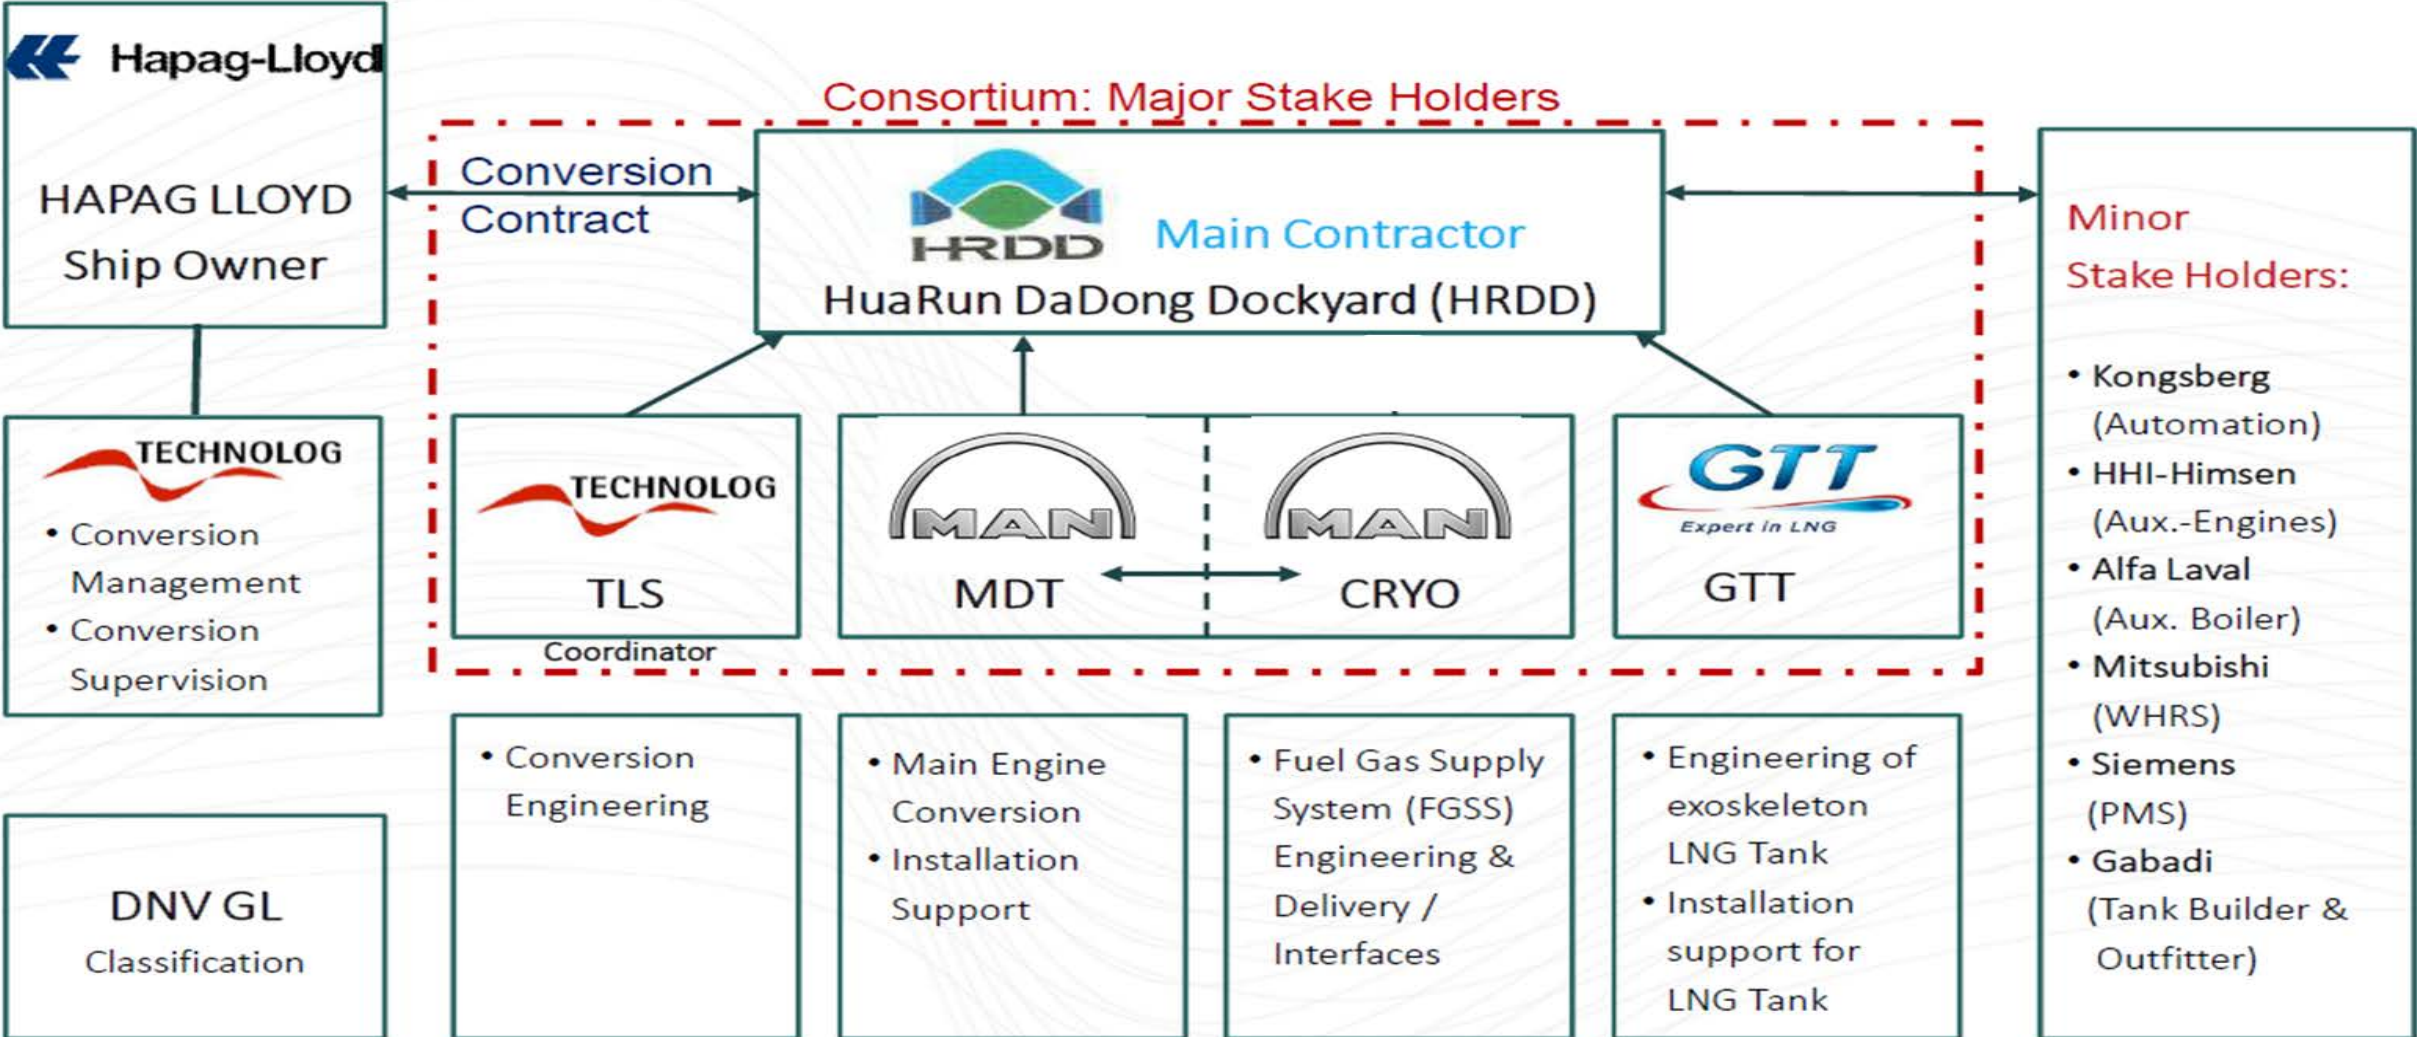 Hapag-Lloyd
HAPAG LLOYD
Ship Owner
TECHNOLOG
• Conversion
Management
• Conversion
Supervision
DNV GL
Classification
Consortium: Major Stake Holders
Conversion
Contract
HRDD
Main Contractor
HuaRun DaDong Dockyard (HRDD)
TECHNOLOG
TLS
Coordinator
MAN
MDT
MAN
CRYO
GTT
Expert in LNG
GTT
• Conversion
Engineering
• Main Engine
Conversion
• Installation
Support
• Fuel Gas Supply
System (FGSS)
Engineering &
Delivery /
Interfaces
• Engineering of
exoskeleton
LNG Tank
• Installation
support for
LNG Tank
Minor
Stake Holders:
• Kongsberg
(Automation)
• HHI-Himsen
(Aux.-Engines)
• Alfa Laval
(Aux. Boiler)
• Mitsubishi
(WHRS)
• Siemens
(PMS)
• Gabadi
(Tank Builder &
Outfitter)